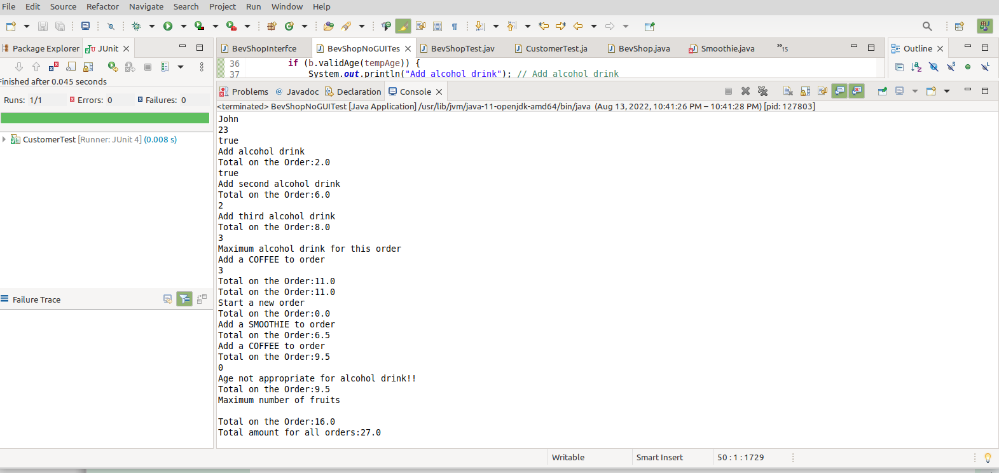 File Edit Source Refactor Navigate Search Project Run Window Help
Package Explorer JUnit
BevShopInterfce BevShopNoGUITes BevShopTest.jav CustomerTest.ja BevShop.java Smoothie.java »15
Outline
36 if (b.validAge(tempAge)) {
37 System.out.println("Add alcohol drink"); // Add alcohol drink
Finished after 0.045 seconds
Runs: 1/1 Errors: 0 Failures: 0
CustomerTest [Runner: JUnit 4] (0.008 s)
Failure Trace
Problems @ Javadoc Declaration Console
<terminated> BevShopNoGUITest [Java Application] /usr/lib/jvm/java-11-openjdk-amd64/bin/java (Aug 13, 2022, 10:41:26 PM – 10:41:28 PM) [pid: 127803]
John
23
true
Add alcohol drink
Total on the Order:2.0
true
Add second alcohol drink
Total on the Order:6.0
2
Add third alcohol drink
Total on the Order:8.0
3
Maximum alcohol drink for this order
Add a COFFEE to order
3
Total on the Order:11.0
Total on the Order:11.0
Start a new order
Total on the Order:0.0
Add a SMOOTHIE to order
Total on the Order:6.5
Add a COFFEE to order
Total on the Order:9.5
0
Age not appropriate for alcohol drink!!
Total on the Order:9.5
Maximum number of fruits
Total on the Order:16.0
Total amount for all orders:27.0
Writable Smart Insert 50 : 1 : 1729